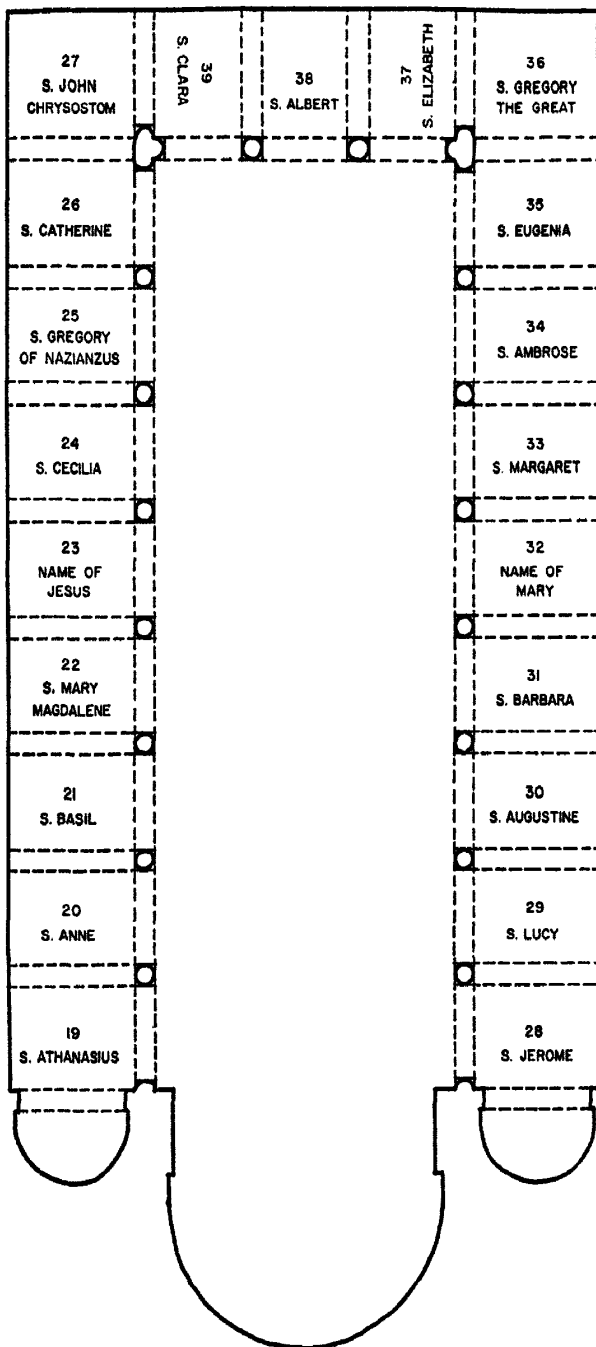 27
S. JOHN
CHRYSOSTOM
39
S. CLARA
38
S. ALBERT
37
S. ELIZABETH
36
S. GREGORY
THE GREAT
26
S. CATHERINE
35
S. EUGENIA
25
S. GREGORY
OF NAZIANZUS
34
S. AMBROSE
24
S. CECILIA
33
S. MARGARET
23
NAME OF
JESUS
32
NAME OF
MARY
22
S. MARY
MAGDALENE
31
S. BARBARA
21
S. BASIL
30
S. AUGUSTINE
20
S. ANNE
29
S. LUCY
19
S. ATHANASIUS
28
S. JEROME